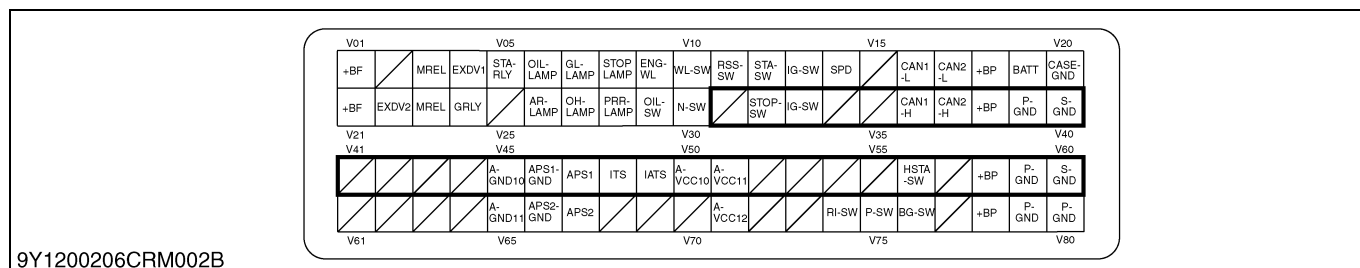 V01 V05 V10 V15 V20
+BF MREL EXDV1 STA-RLY OIL-LAMP GL-LAMP STOP LAMP ENG-WL WL-SW RSS-SW STA-SW IG-SW SPD CAN1-L CAN2-L +BP BATT CASE-GND
+BF EXDV2 MREL GRLY AR-LAMP OH-LAMP PRR-LAMP OIL-SW N-SW STOP-SW IG-SW CAN1-H CAN2-H +BP P-GND S-GND
V21 V25 V30 V35 V40
V41 V45 V50 V55 V60
A-GND10 APS1-GND APS1 ITS IATS A-VCC10 A-VCC11 HSTA-SW +BP P-GND S-GND
A-GND11 APS2-GND APS2 A-VCC12 RI-SW P-SW BG-SW +BP P-GND P-GND
V61 V65 V70 V75 V80
9Y1200206CRM002B